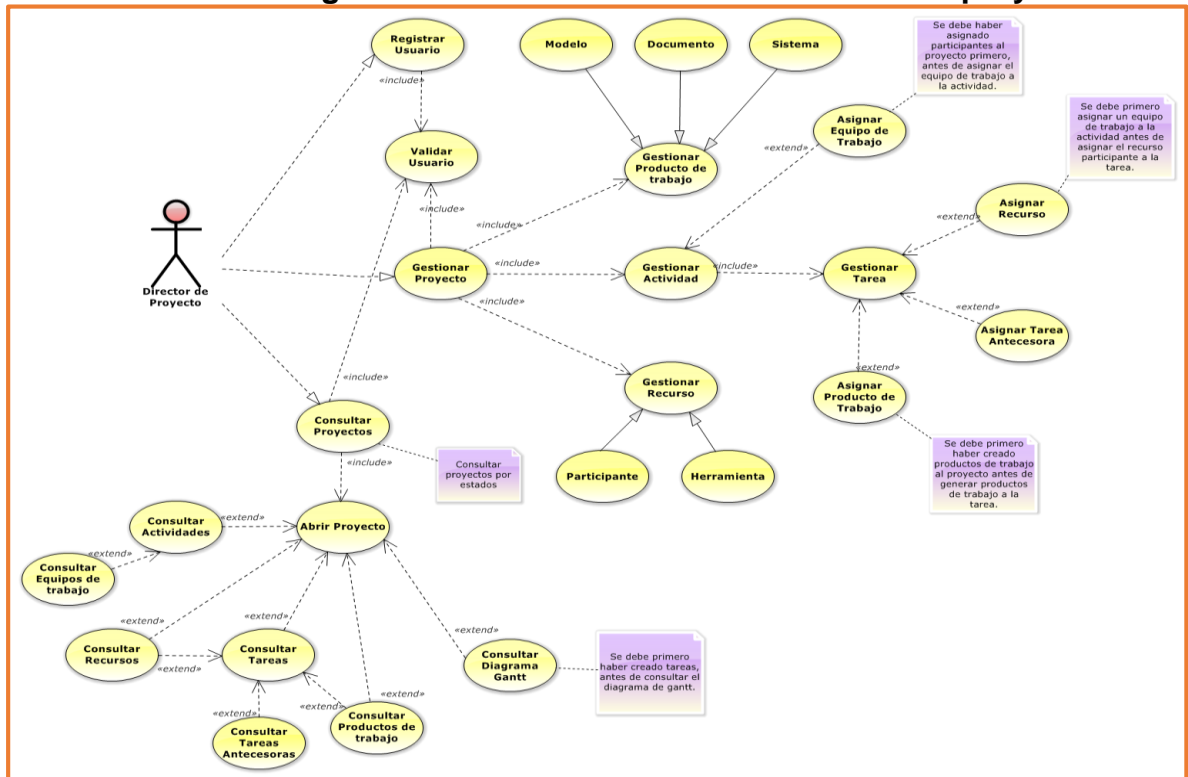 Registrar
Usuario
Modelo
Documento
Sistema
Se debe haber
asignado
participantes al
proyecto primero,
antes de asignar el
equipo de trabajo a
la actividad.
«include»
Validar
Usuario
Gestionar
Producto de
trabajo
Asignar
Equipo de
Trabajo
«extend»
Se debe primero
asignar un equipo
de trabajo a la
actividad antes de
asignar el recurso
participante a la
tarea.
Asignar
Recurso
«extend»
«include»
«include»
Director de
Proyecto
Gestionar
Proyecto
«include»
Gestionar
Actividad
«include»
Gestionar
Tarea
«include»
«extend»
Asignar Tarea
Antecesora
«extend»
Asignar
Producto de
Trabajo
Gestionar
Recurso
«include»
Consultar
Proyectos
«include»
Consultar
proyectos por
estados
Participante
Herramienta
Se debe primero
haber creado
productos de trabajo
al proyecto antes de
generar productos
de trabajo a la
tarea.
Consultar
Actividades
«extend»
Abrir Proyecto
«extend»
Consultar
Equipos de
trabajo
«extend»
«extend»
«extend»
Consultar
Recursos
«extend»
Consultar
Tareas
Consultar
Diagrama
Gantt
Se debe primero
haber creado tareas,
antes de consultar el
diagrama de gantt.
«extend»
«extend»
«extend»
Consultar
Tareas
Antecesoras
Consultar
Productos de
trabajo